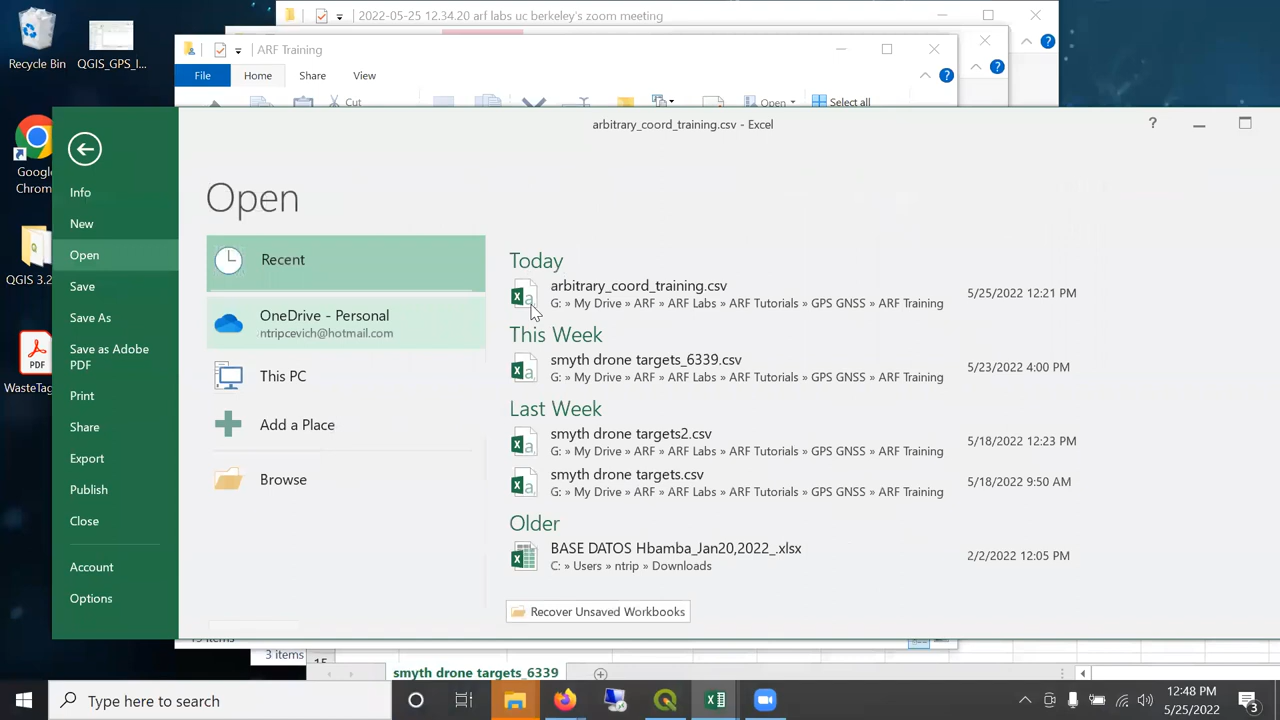 2022-05-25 12.34.20 arf labs uc berkeley's zoom meeting
ARF Training
File Home Share View
Cut
Open
Select all
Recycle Bin
QGIS_GPS_I...
Google Chrom...
QGIS 3.2
PDF
WasteTag
arbitrary_coord_training.csv - Excel
?
Info
New
Open
Save
Save As
Save as Adobe PDF
Print
Share
Export
Publish
Close
Account
Options
Open
Recent
OneDrive - Personal
ntripcevich@hotmail.com
This PC
Add a Place
Browse
Today
arbitrary_coord_training.csv
G: » My Drive » ARF » ARF Labs » ARF Tutorials » GPS GNSS » ARF Training
5/25/2022 12:21 PM
This Week
smyth drone targets_6339.csv
G: » My Drive » ARF » ARF Labs » ARF Tutorials » GPS GNSS » ARF Training
5/23/2022 4:00 PM
Last Week
smyth drone targets2.csv
G: » My Drive » ARF » ARF Labs » ARF Tutorials » GPS GNSS » ARF Training
5/18/2022 12:23 PM
smyth drone targets.csv
G: » My Drive » ARF » ARF Labs » ARF Tutorials » GPS GNSS » ARF Training
5/18/2022 9:50 AM
Older
BASE DATOS Hbamba_Jan20,2022_.xlsx
C: » Users » ntrip » Downloads
2/2/2022 12:05 PM
Recover Unsaved Workbooks
3 items
15
smyth drone targets_6339
Type here to search
12:48 PM
5/25/2022
3